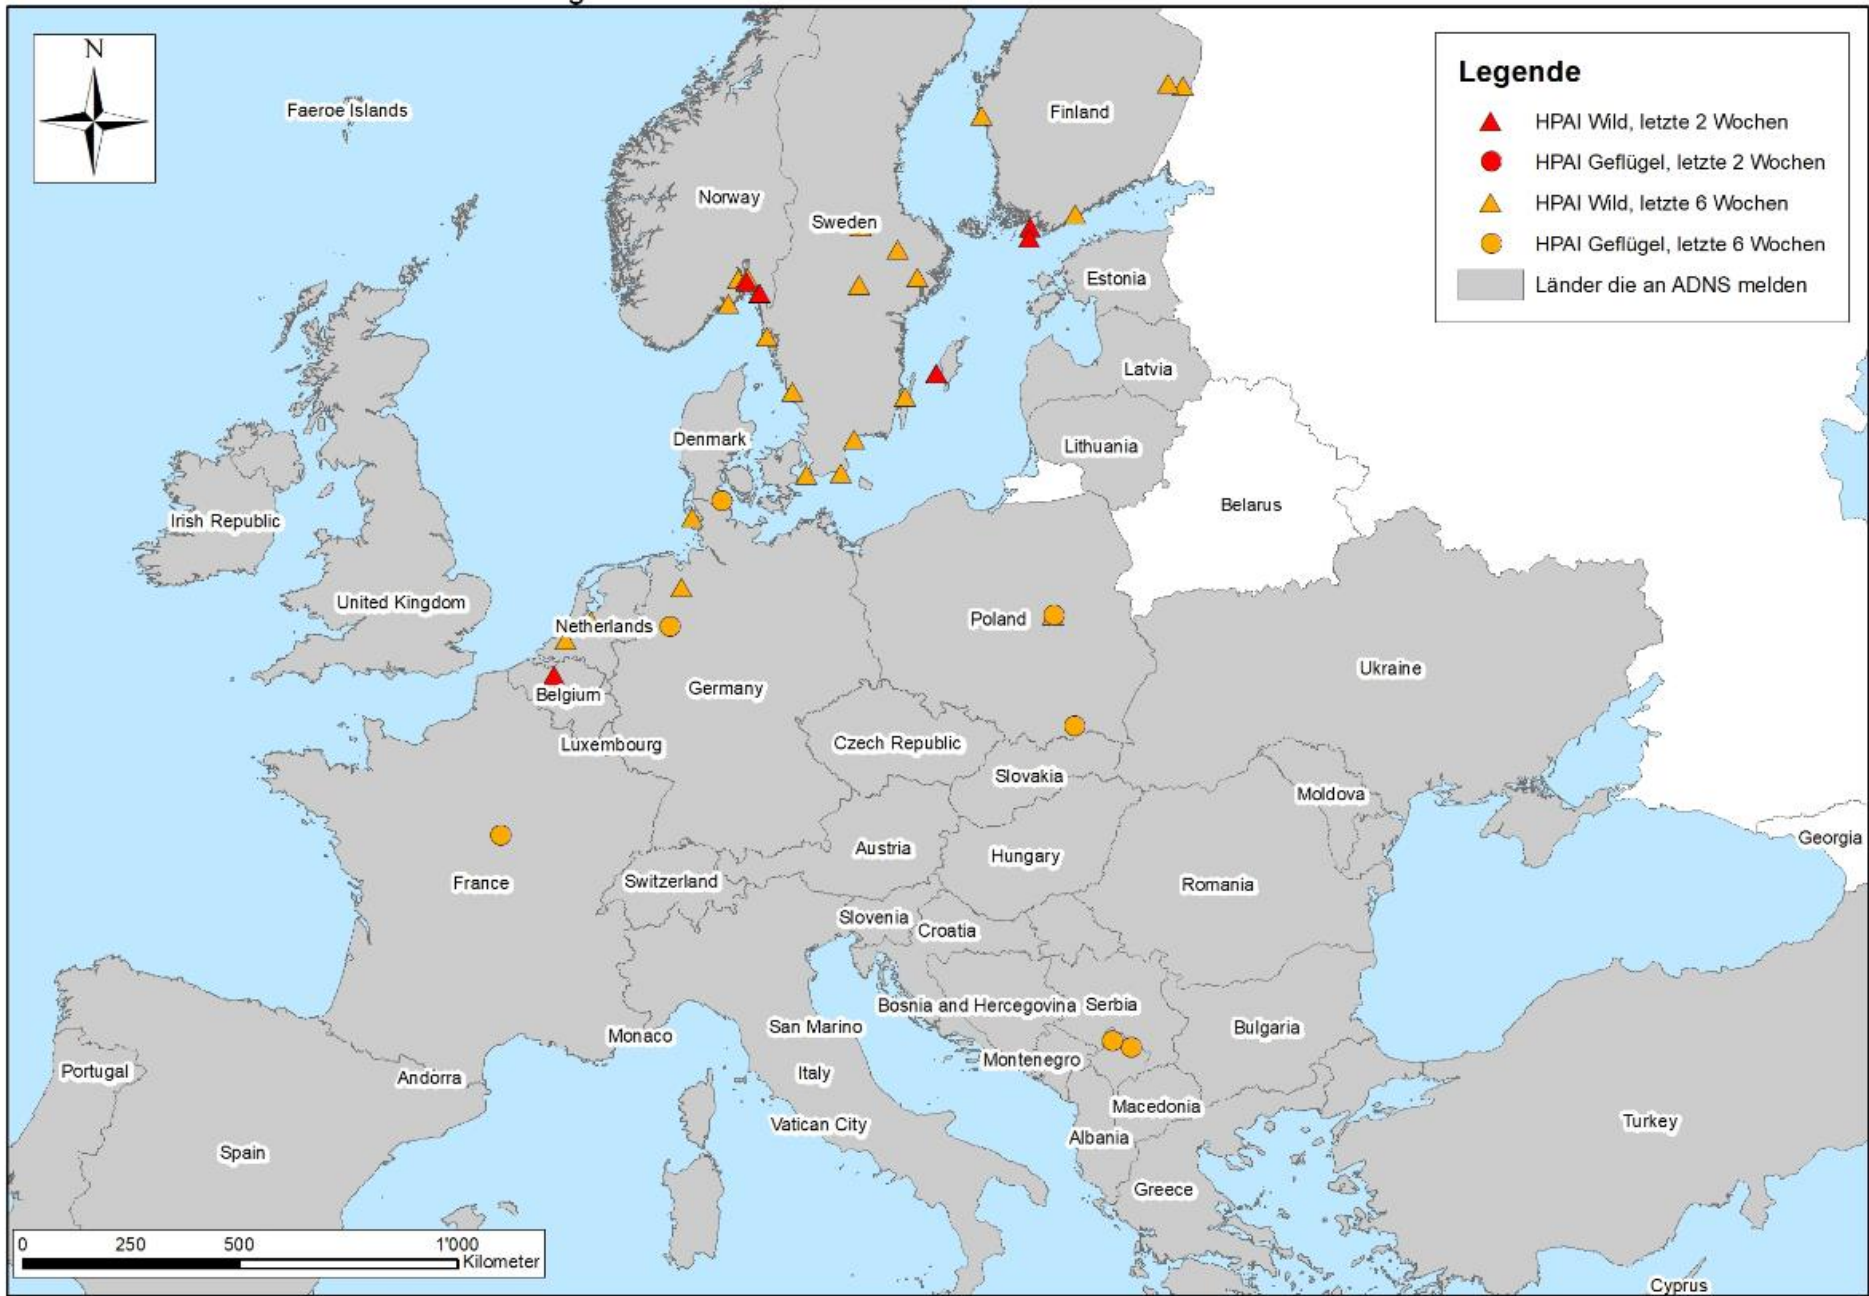 g
N
Faeroe Islands
Finland
Norway
Sweden
Estonia
Latvia
Denmark
Lithuania
Belarus
Irish Republic
United Kingdom
Netherlands
Poland
Ukraine
Belgium
Germany
Luxembourg
Czech Republic
Slovakia
Moldova
Georgia
Austria
Hungary
France
Switzerland
Romania
Slovenia
Croatia
Bosnia and Hercegovina
Serbia
San Marino
Bulgaria
Monaco
Montenegro
Portugal
Andorra
Italy
Macedonia
Vatican City
Turkey
Albania
Spain
Greece
Cyprus
Legende
HPAI Wild, letzte 2 Wochen
HPAI Geflügel, letzte 2 Wochen
HPAI Wild, letzte 6 Wochen
HPAI Geflügel, letzte 6 Wochen
Länder die an ADNS melden
0 250 500 1'000
Kilometer